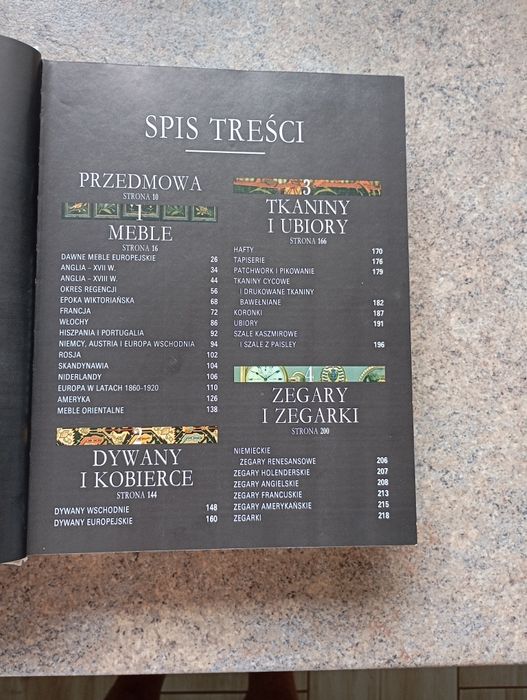 SPIS TREŚCI
PRZEDMOWA
STRONA 10
1
MEBLE
STRONA 16
DAWNE MEBLE EUROPEJSKIE 26
ANGLIA – XVII W. 34
ANGLIA – XVIII W. 44
OKRES REGENCJI 56
EPOKA WIKTORIAŃSKA 68
FRANCJA 72
WŁOCHY 86
HISZPANIA I PORTUGALIA 92
NIEMCY, AUSTRIA I EUROPA WSCHODNIA 94
ROSJA 102
SKANDYNAWIA 104
NIDERLANDY 106
EUROPA W LATACH 1860–1920 110
AMERYKA 126
MEBLE ORIENTALNE 138
2
DYWANY
I KOBIERCE
STRONA 144
DYWANY WSCHODNIE 148
DYWANY EUROPEJSKIE 160
3
TKANINY
I UBIORY
STRONA 166
HAFTY 170
TAPISERIE 176
PATCHWORK I PIKOWANIE 179
TKANINY CYCOWE
I DRUKOWANE TKANINY
BAWEŁNIANE 182
KORONKI 187
UBIORY 191
SZALE KASZMIROWE
I SZALE Z PAISLEY 196
4
ZEGARY
I ZEGARKI
STRONA 200
NIEMIECKIE
ZEGARY RENESANSOWE 206
ZEGARY HOLENDERSKIE 207
ZEGARY ANGIELSKIE 208
ZEGARY FRANCUSKIE 213
ZEGARY AMERYKAŃSKIE 215
ZEGARKI 218